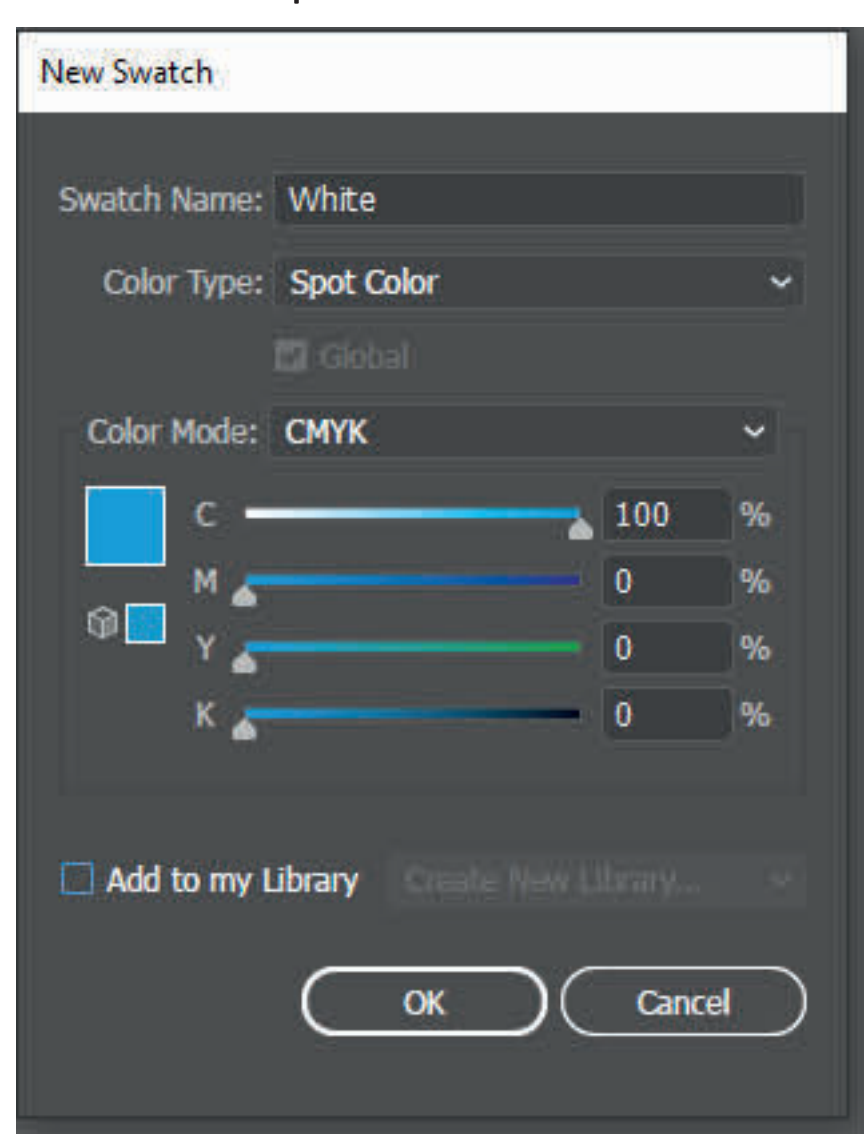 New Swatch
Swatch Name: White
Color Type: Spot Color
Global
Color Mode: CMYK
C 100 %
M 0 %
Y 0 %
K 0 %
Add to my Library Create New Library...
OK Cancel